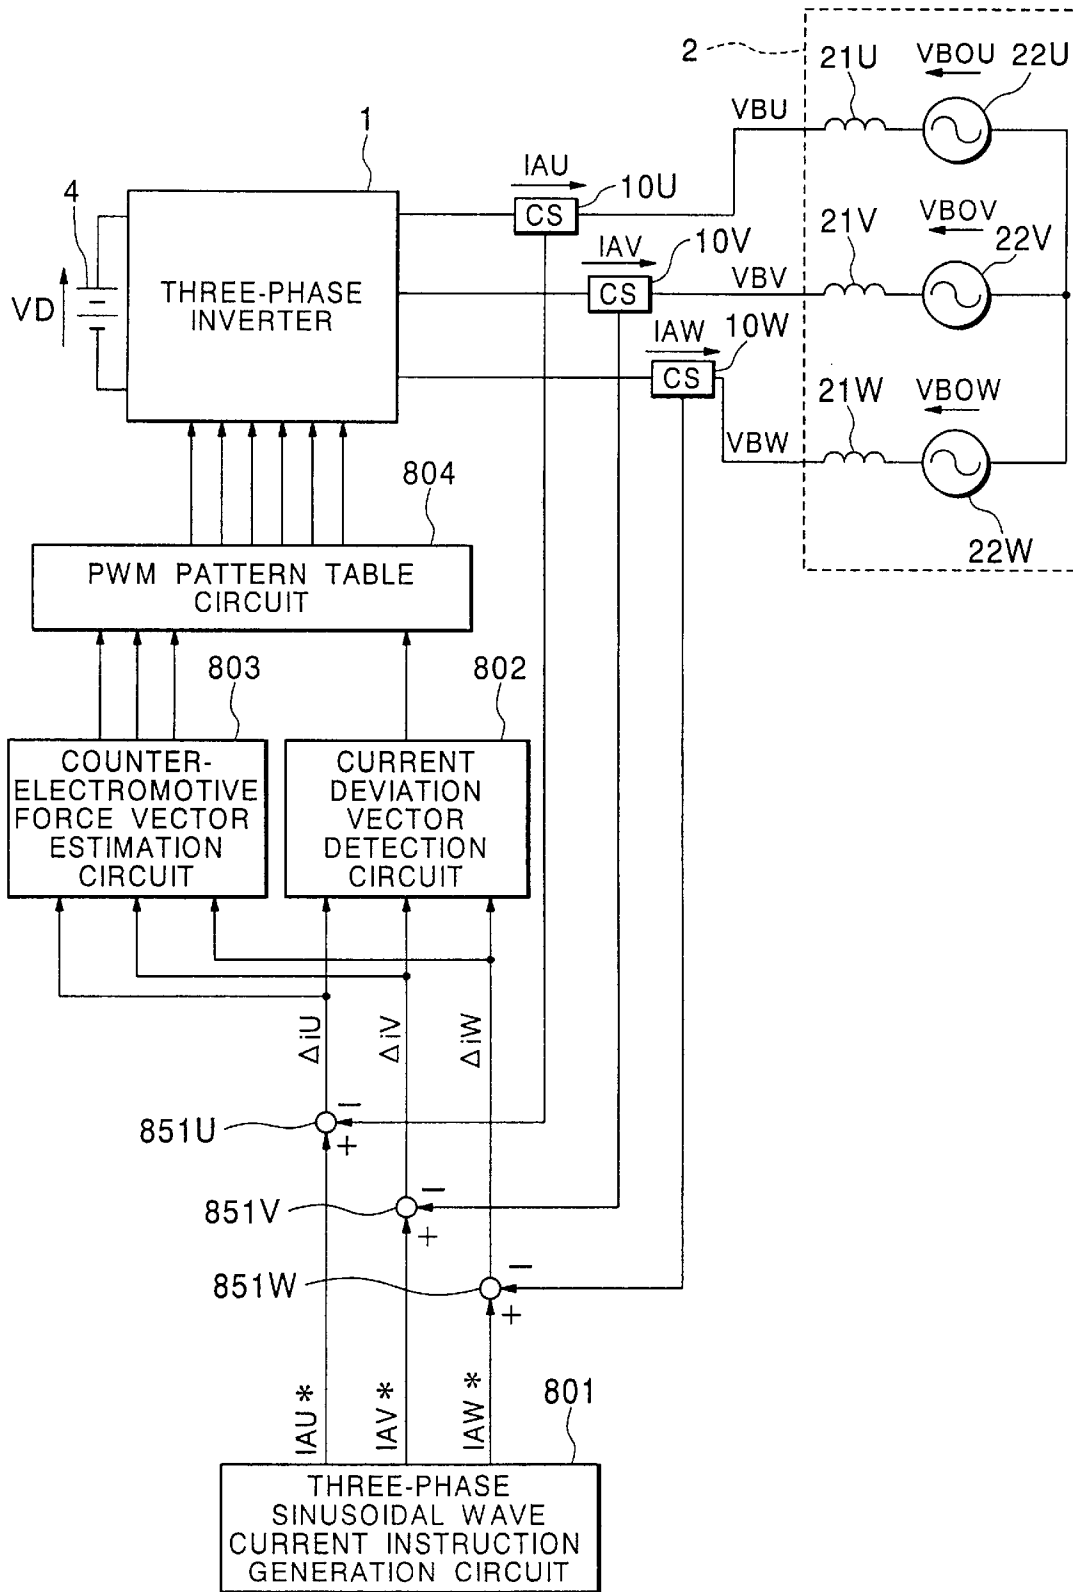 2
21U
VBOU
22U
VBU
1
IAU
10U
CS
4
VD
THREE-PHASE
INVERTER
IAV
10V
CS
VBV
21V
VBOV
22V
IAW
10W
CS
VBW
21W
VBOW
22W
804
PWM PATTERN TABLE
CIRCUIT
803
802
COUNTER-
ELECTROMOTIVE
FORCE VECTOR
ESTIMATION
CIRCUIT
CURRENT
DEVIATION
VECTOR
DETECTION
CIRCUIT
ΔiU
ΔiV
ΔiW
851U
−
+
851V
−
+
851W
−
+
IAU*
IAV*
IAW*
801
THREE-PHASE
SINUSOIDAL WAVE
CURRENT INSTRUCTION
GENERATION CIRCUIT